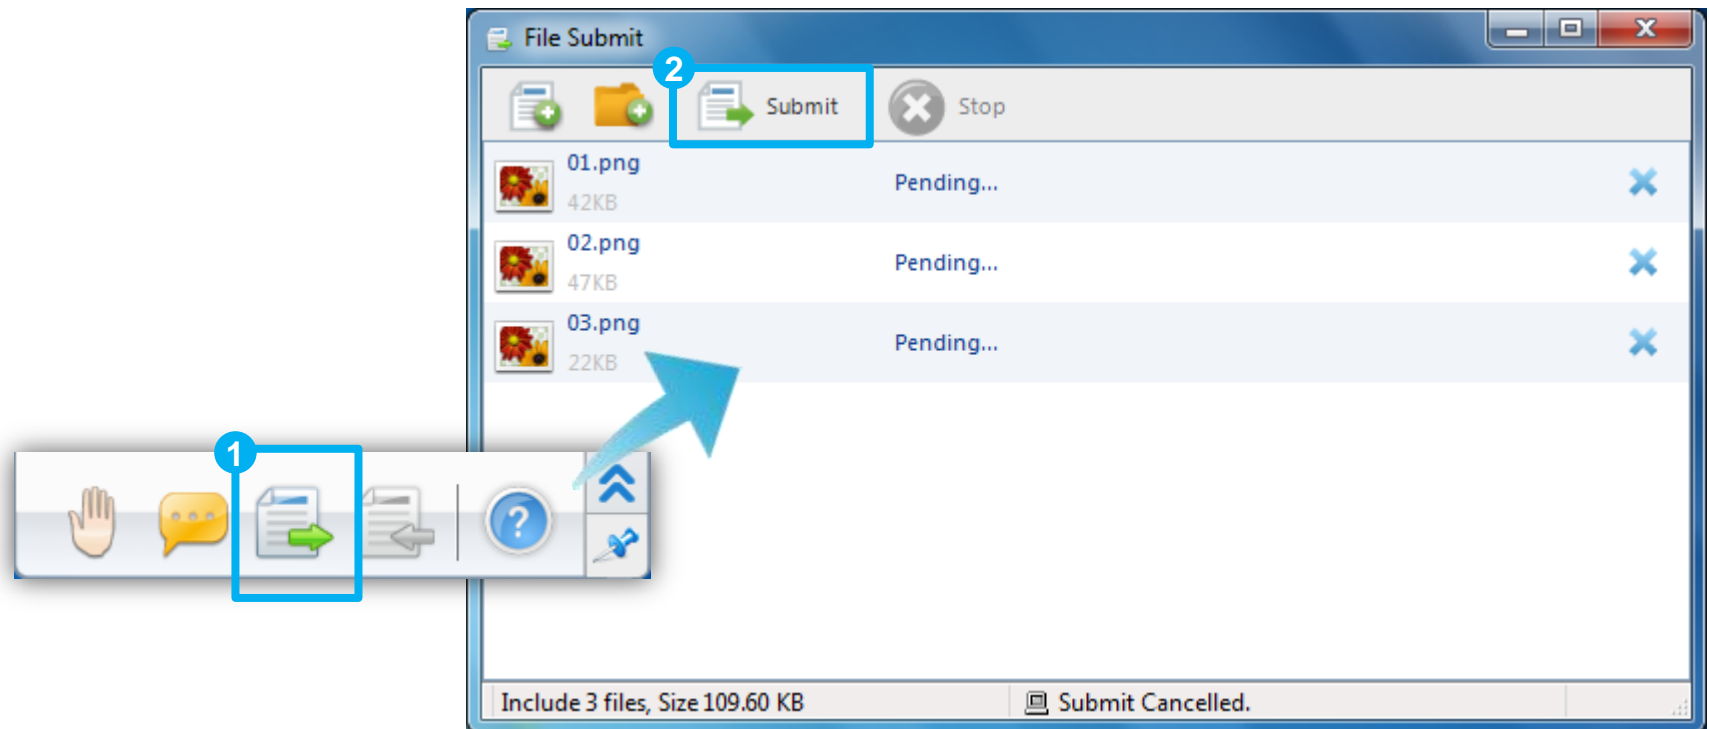 File Submit
2
Submit
Stop
01.png
42KB
Pending...
02.png
47KB
Pending...
03.png
22KB
Pending...
1
?
Include 3 files, Size 109.60 KB
Submit Cancelled.